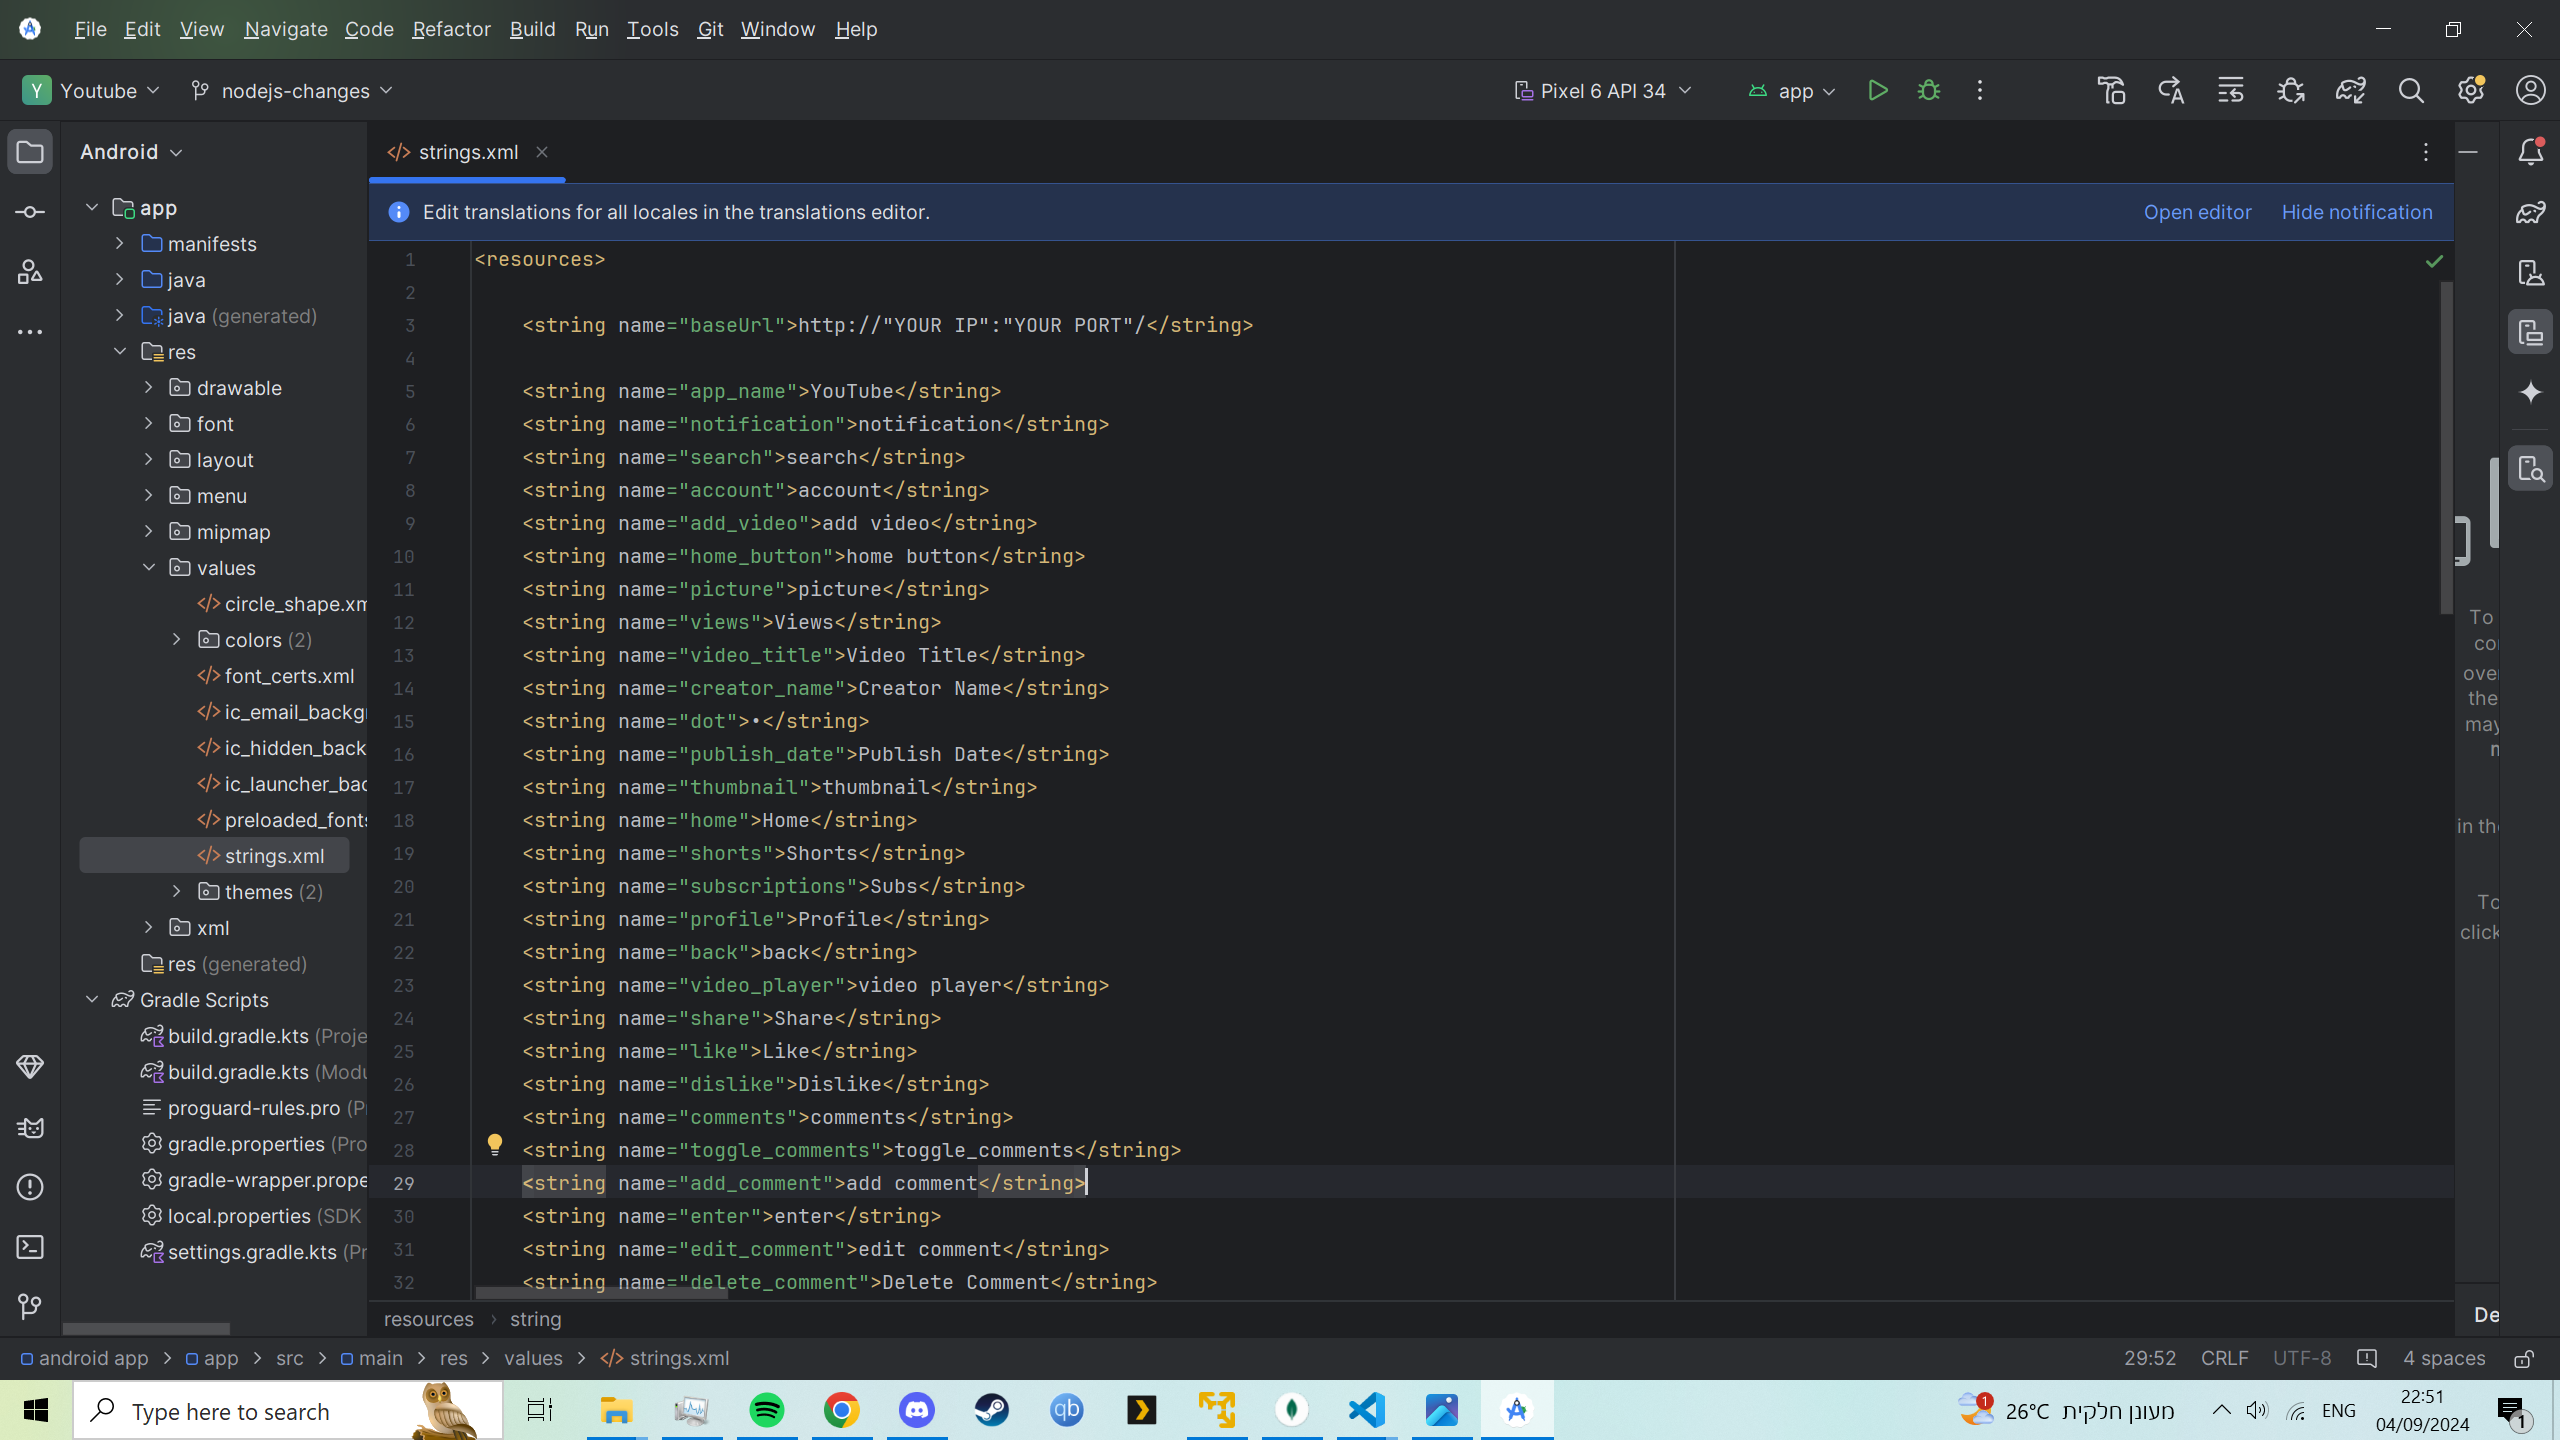 File Edit View Navigate Code Refactor Build Run Tools Git Window Help
Y Youtube nodejs-changes Pixel 6 API 34 app
Android
app
manifests
java
java (generated)
res
drawable
font
layout
menu
mipmap
values
circle_shape.xm
colors (2)
font_certs.xml
ic_email_backg
ic_hidden_back
ic_launcher_bac
preloaded_fonts
strings.xml
themes (2)
xml
res (generated)
Gradle Scripts
build.gradle.kts (Proje
build.gradle.kts (Modu
proguard-rules.pro (P
gradle.properties (Pro
gradle-wrapper.prope
local.properties (SDK
settings.gradle.kts (Pr
strings.xml
Edit translations for all locales in the translations editor. Open editor Hide notification
1 <resources>
2
3 <string name="baseUrl">http://"YOUR IP":"YOUR PORT"/</string>
4
5 <string name="app_name">YouTube</string>
6 <string name="notification">notification</string>
7 <string name="search">search</string>
8 <string name="account">account</string>
9 <string name="add_video">add video</string>
10 <string name="home_button">home button</string>
11 <string name="picture">picture</string>
12 <string name="views">Views</string>
13 <string name="video_title">Video Title</string>
14 <string name="creator_name">Creator Name</string>
15 <string name="dot">•</string>
16 <string name="publish_date">Publish Date</string>
17 <string name="thumbnail">thumbnail</string>
18 <string name="home">Home</string>
19 <string name="shorts">Shorts</string>
20 <string name="subscriptions">Subs</string>
21 <string name="profile">Profile</string>
22 <string name="back">back</string>
23 <string name="video_player">video player</string>
24 <string name="share">Share</string>
25 <string name="like">Like</string>
26 <string name="dislike">Dislike</string>
27 <string name="comments">comments</string>
28 <string name="toggle_comments">toggle_comments</string>
29 <string name="add_comment">add comment</string>
30 <string name="enter">enter</string>
31 <string name="edit_comment">edit comment</string>
32 <string name="delete_comment">Delete Comment</string>
resources › string
To
co
ove
the
may
in th
To
click
De
android app > app > src > main > res > values > strings.xml 29:52 CRLF UTF-8 4 spaces
Type here to search
qb
1
26°C מעונן חלקית
ENG
22:51
04/09/2024
1